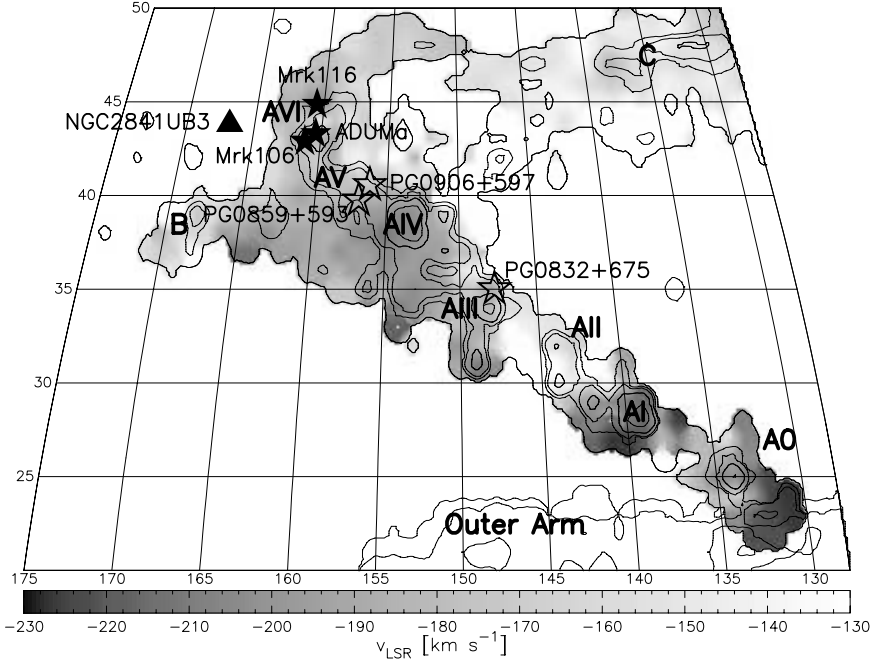 50
C
Mrk116
45
AVI
NGC2841UB3
ADUMa
Mrk106
AV
PG0906+597
40
B
PG0859+593
AIV
PG0832+675
35
AIII
AII
30
AI
A0
25
Outer Arm
175 170 165 160 155 150 145 140 135 130
−230 −220 −210 −200 −190 −180 −170 −160 −150 −140 −130
vLSR [km s−1]